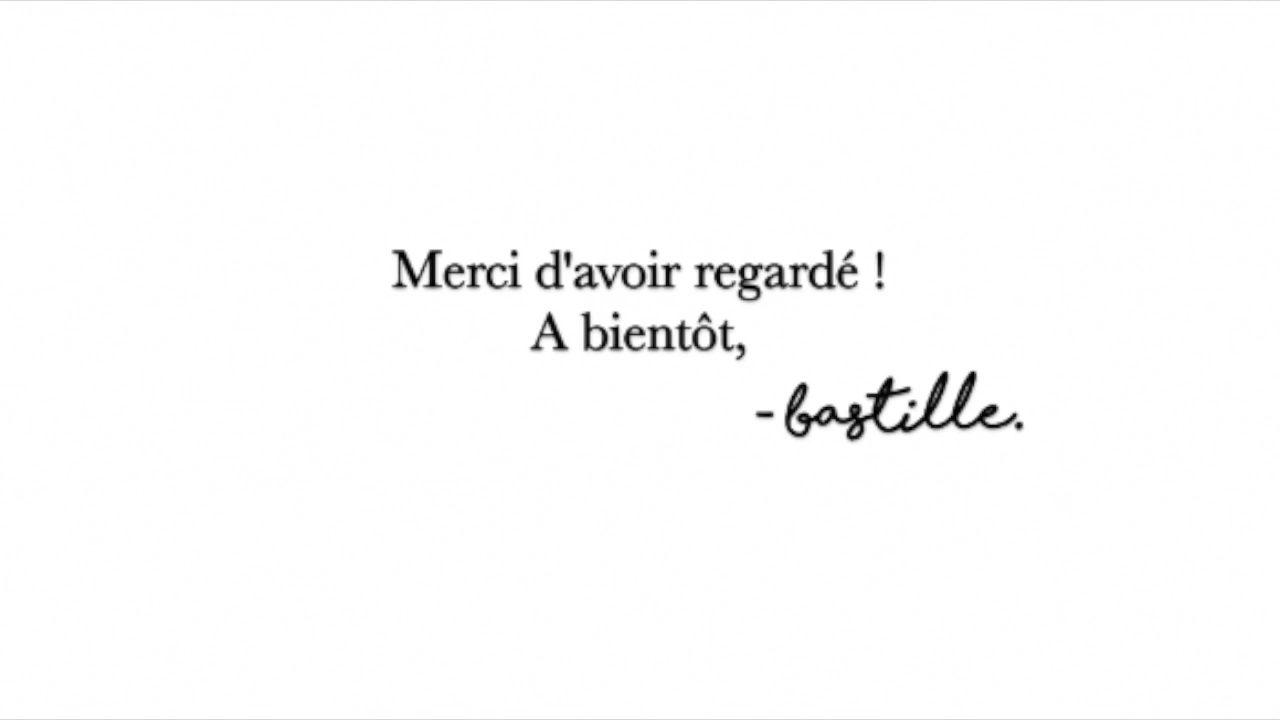 Merci d'avoir regardé !
A bientôt,
- bastille.